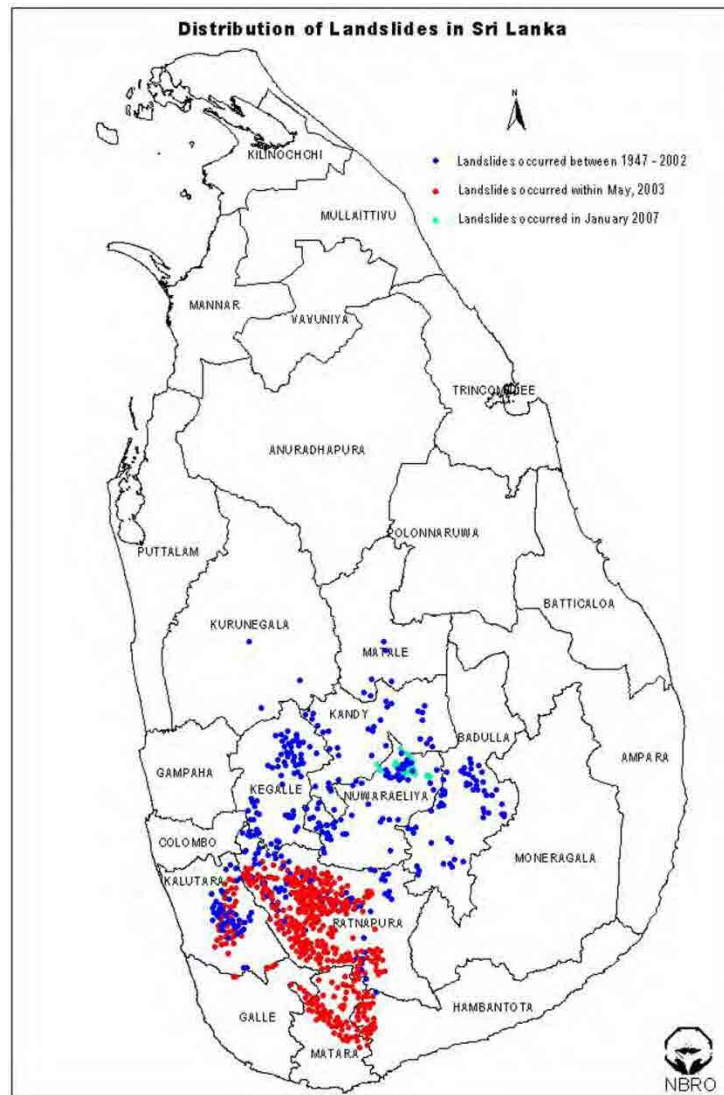 Distribution of Landslides in Sri Lanka
N
KILINOCHCHI
Landslides occurred between 1947 - 2002
Landslides occurred within May, 2003
MULLAITTIVU
Landslides occurred in January 2007
MANNAR
VAVUNIYA
TRINCOMLDEE
ANURADHAPURA
POLONNARUWA
PUTTALAM
BATTICALOA
KURUNEGALA
MATALE
KANDY
BADULLA
AMPARA
GAMPAHA
KEGALLE
NUWARAELIYA
COLOMBO
MONERAGALA
KALUTARA
RATNAPURA
HAMBANTOTA
GALLE
MATARA
NBRO